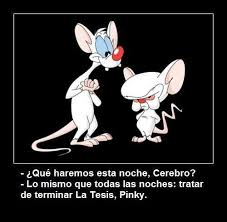 - ¿Qué haremos esta noche, Cerebro?
- Lo mismo que todas las noches: tratar
de terminar La Tesis, Pinky.